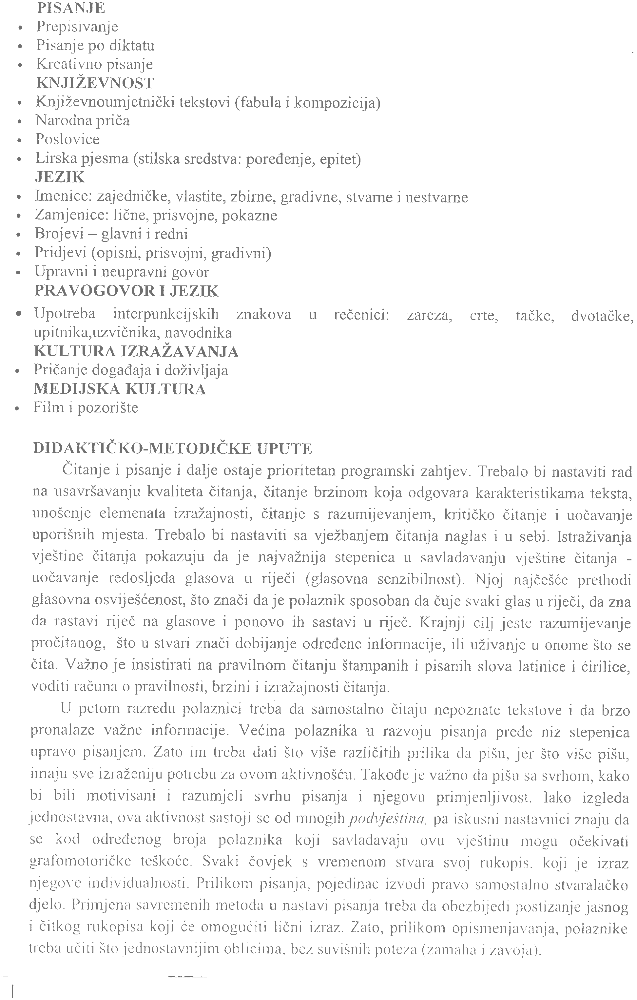 PISANJE
• Prepisivanje
• Pisanje po diktatu
• Kreativno pisanje
KNJIŽEVNOST
• Književnoumjetnički tekstovi (fabula i kompozicija)
• Narodna priča
• Poslovice
• Lirska pjesma (stilska sredstva: poređenje, epitet)
JEZIK
• Imenice: zajedničke, vlastite, zbirne, gradivne, stvarne i nestvarne
• Zamjenice: lične, prisvojne, pokazne
• Brojevi – glavni i redni
• Pridjevi (opisni, prisvojni, gradivni)
• Upravni i neupravni govor
PRAVOGOVOR I JEZIK
• Upotreba interpunkcijskih znakova u rečenici: zareza, crte, tačke, dvotačke,
upitnika,uzvičnika, navodnika
KULTURA IZRAŽAVANJA
• Pričanje događaja i doživljaja
MEDIJSKA KULTURA
• Film i pozorište
DIDAKTIČKO-METODIČKE UPUTE
Čitanje i pisanje i dalje ostaje prioritetan programski zahtjev. Trebalo bi nastaviti rad
na usavršavanju kvaliteta čitanja, čitanje brzinom koja odgovara karakteristikama teksta,
unošenje elemenata izražajnosti, čitanje s razumijevanjem, kritičko čitanje i uočavanje
uporišnih mjesta. Trebalo bi nastaviti sa vježbanjem čitanja naglas i u sebi. Istraživanja
vještine čitanja pokazuju da je najvažnija stepenica u savladavanju vještine čitanja -
uočavanje redosljeda glasova u riječi (glasovna senzibilnost). Njoj najčešće prethodi
glasovna osviješćenost, što znači da je polaznik sposoban da čuje svaki glas u riječi, da zna
da rastavi riječ na glasove i ponovo ih sastavi u riječ. Krajnji cilj jeste razumijevanje
pročitanog, što u stvari znači dobijanje određene informacije, ili uživanje u onome što se
čita. Važno je insistirati na pravilnom čitanju štampanih i pisanih slova latinice i ćirilice,
voditi računa o pravilnosti, brzini i izražajnosti čitanja.
U petom razredu polaznici treba da samostalno čitaju nepoznate tekstove i da brzo
pronalaze važne informacije. Većina polaznika u razvoju pisanja pređe niz stepenica
upravo pisanjem. Zato im treba dati što više različitih prilika da pišu, jer što više pišu,
imaju sve izraženiju potrebu za ovom aktivnošću. Takođe je važno da pišu sa svrhom, kako
bi bili motivisani i razumjeli svrhu pisanja i njegovu primjenljivost. Iako izgleda
jednostavna, ova aktivnost sastoji se od mnogih podvještina, pa iskusni nastavnici znaju da
se kod određenog broja polaznika koji savladavaju ovu vještinu mogu očekivati
grafomotoričke teškoće. Svaki čovjek s vremenom stvara svoj rukopis, koji je izraz
njegove individualnosti. Prilikom pisanja, pojedinac izvodi pravo samostalno stvaralačko
djelo. Primjena savremenih metoda u nastavi pisanja treba da obezbijedi postizanje jasnog
i čitkog rukopisa koji će omogućiti lični izraz. Zato, prilikom opismenjavanja, polaznike
treba učiti što jednostavnijim oblicima, bez suvišnih poteza (zamaha i zavoja).